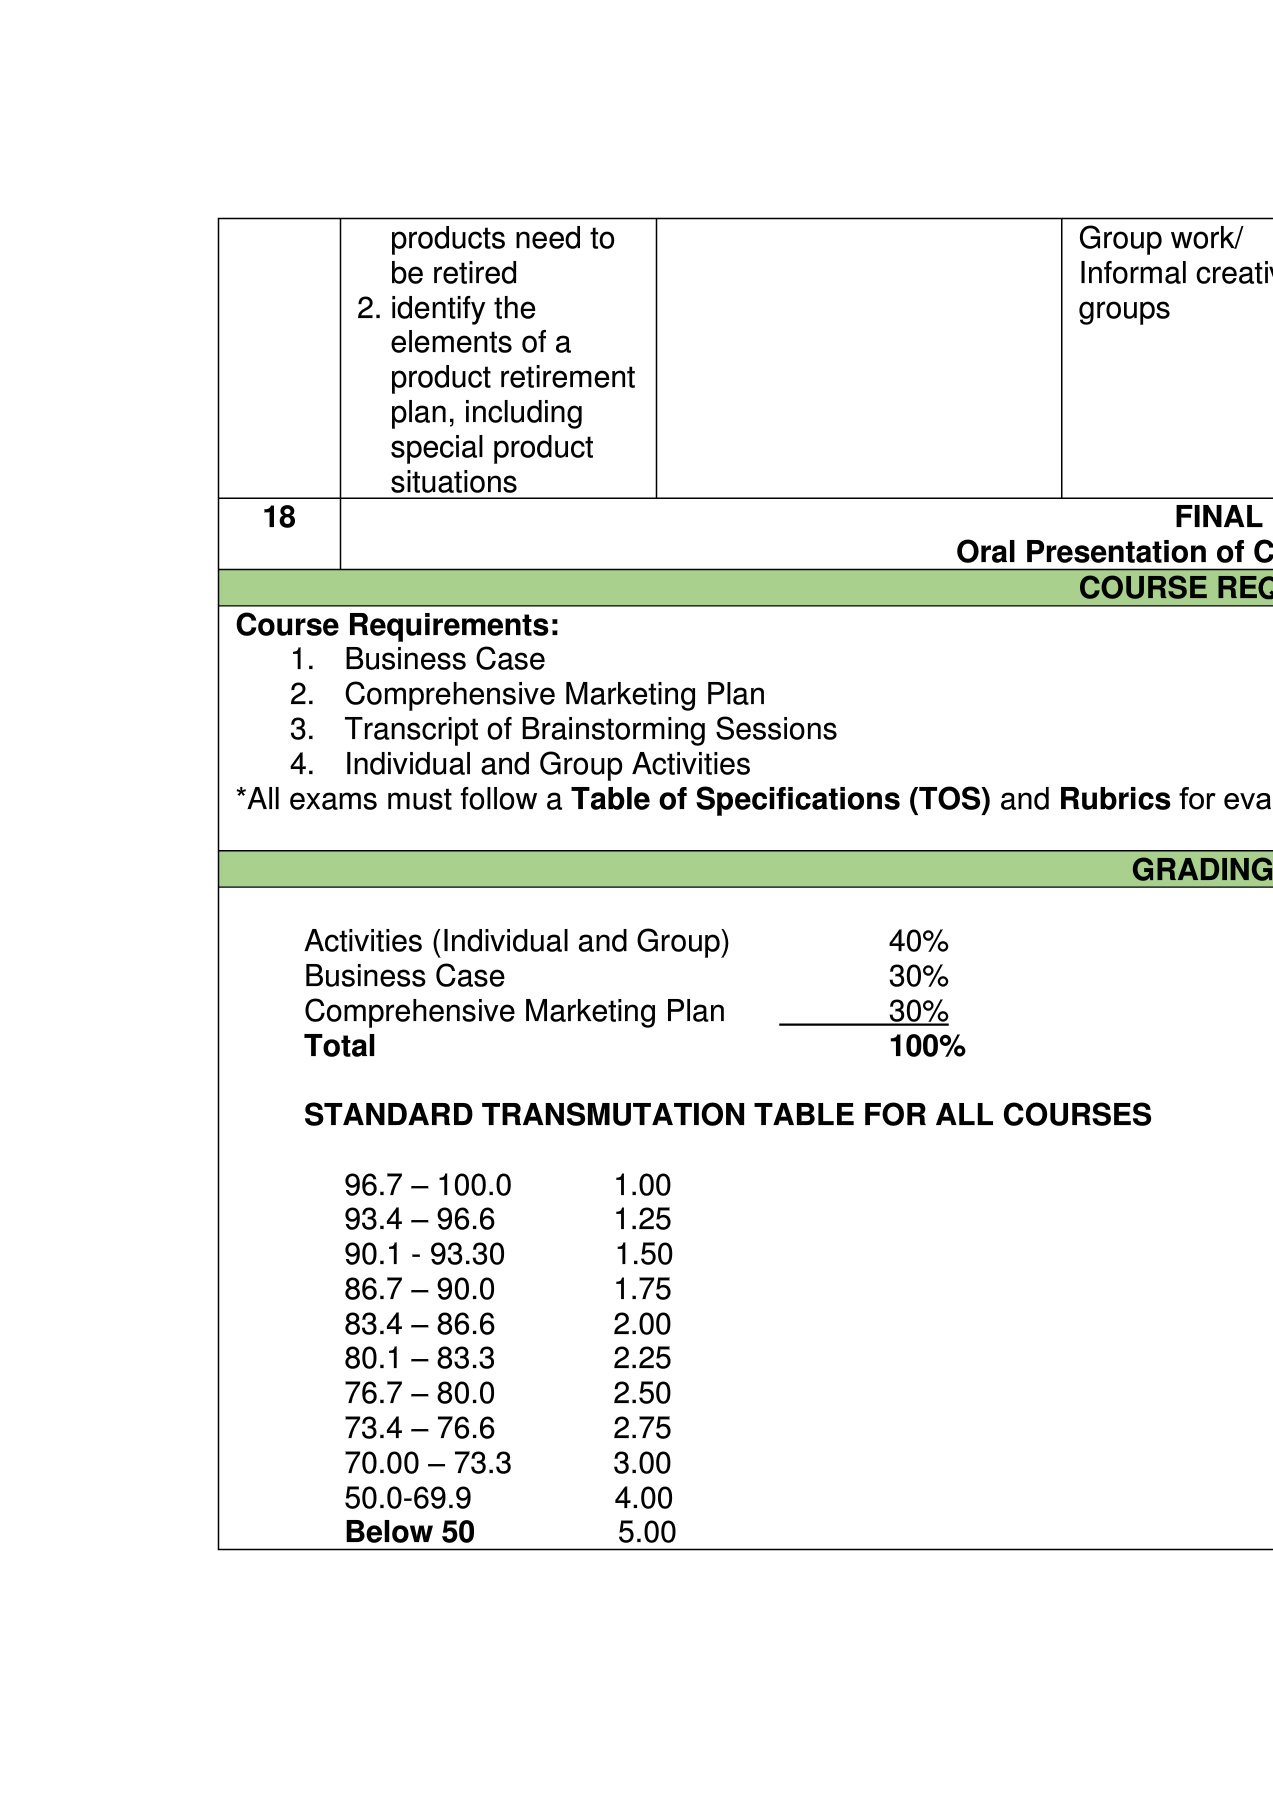 products need to
be retired
2. identify the
elements of a
product retirement
plan, including
special product
situations
Group work/
Informal creativ
groups
18
FINAL
Oral Presentation of C
COURSE REQ
Course Requirements:
1. Business Case
2. Comprehensive Marketing Plan
3. Transcript of Brainstorming Sessions
4. Individual and Group Activities
*All exams must follow a Table of Specifications (TOS) and Rubrics for eva
GRADING
Activities (Individual and Group) 40%
Business Case 30%
Comprehensive Marketing Plan 30%
Total 100%
STANDARD TRANSMUTATION TABLE FOR ALL COURSES
96.7 – 100.0 1.00
93.4 – 96.6 1.25
90.1 - 93.30 1.50
86.7 – 90.0 1.75
83.4 – 86.6 2.00
80.1 – 83.3 2.25
76.7 – 80.0 2.50
73.4 – 76.6 2.75
70.00 – 73.3 3.00
50.0-69.9 4.00
Below 50 5.00